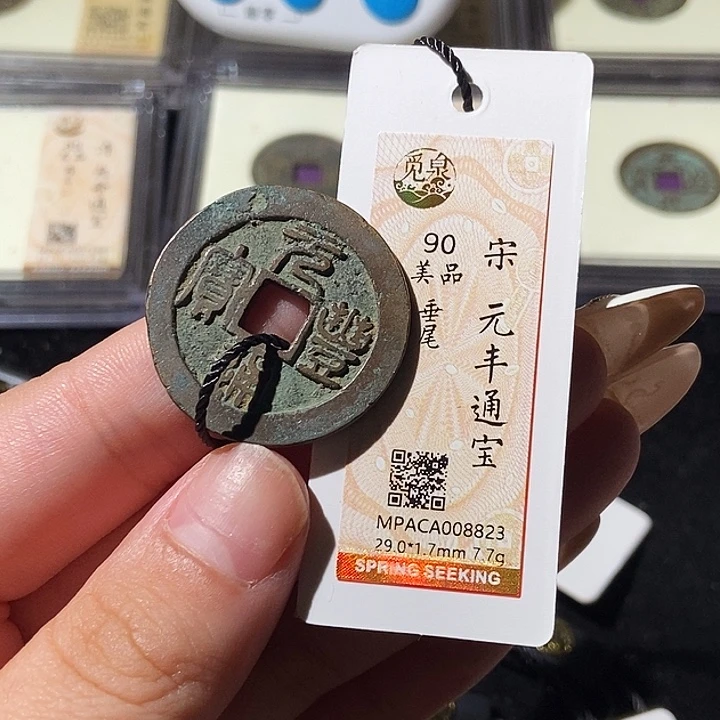 元豐通寶
觅泉
90
美品
垂尾
宋 元丰通宝
MPACA008823
29.0*1.7mm 7.7g
SPRING SEEKING